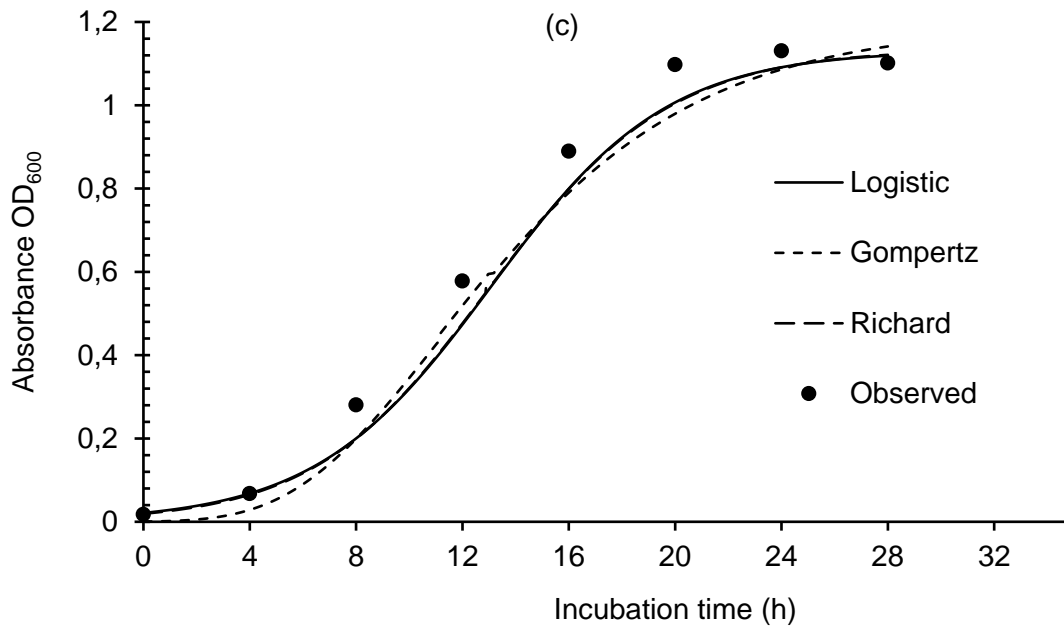 (c)
1,2
1
0,8
0,6
0,4
0,2
0
Absorbance OD600
0 4 8 12 16 20 24 28 32
Incubation time (h)
Logistic
Gompertz
Richard
Observed